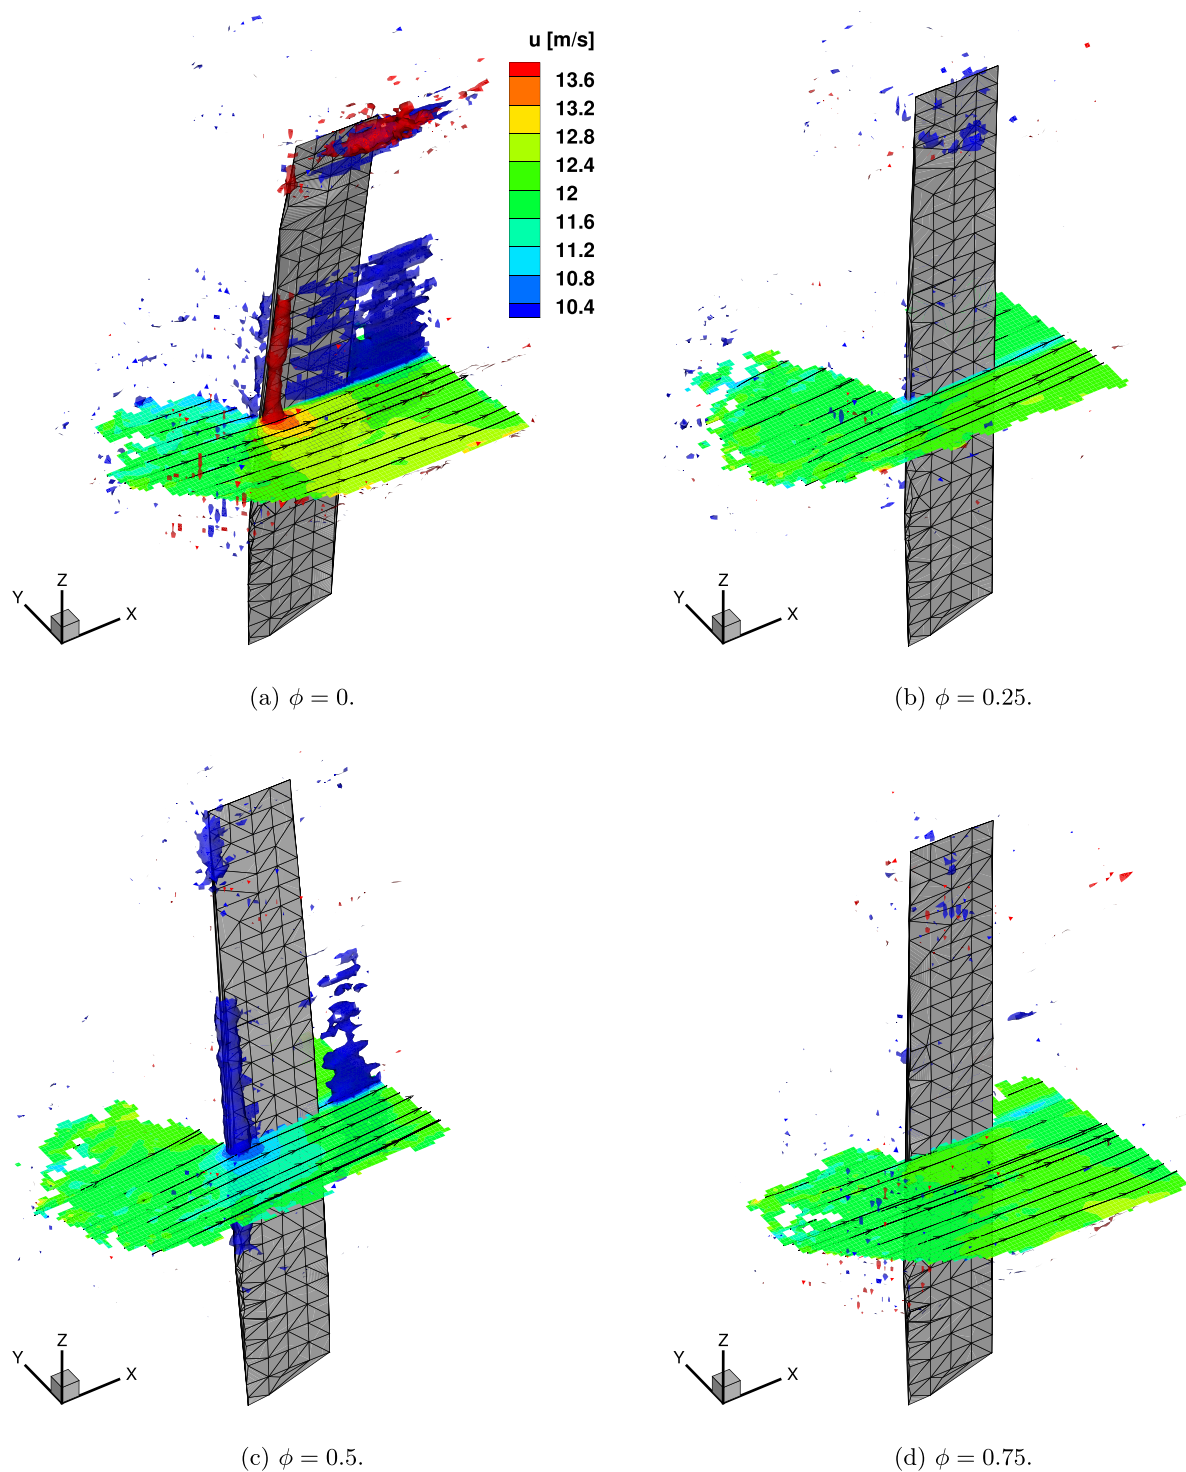 u [m/s]
13.6
13.2
12.8
12.4
12
11.6
11.2
10.8
10.4
Z
Y
X
Z
Y
X
(a) ϕ = 0.
(b) ϕ = 0.25.
Z
Y
X
Z
Y
X
(c) ϕ = 0.5.
(d) ϕ = 0.75.